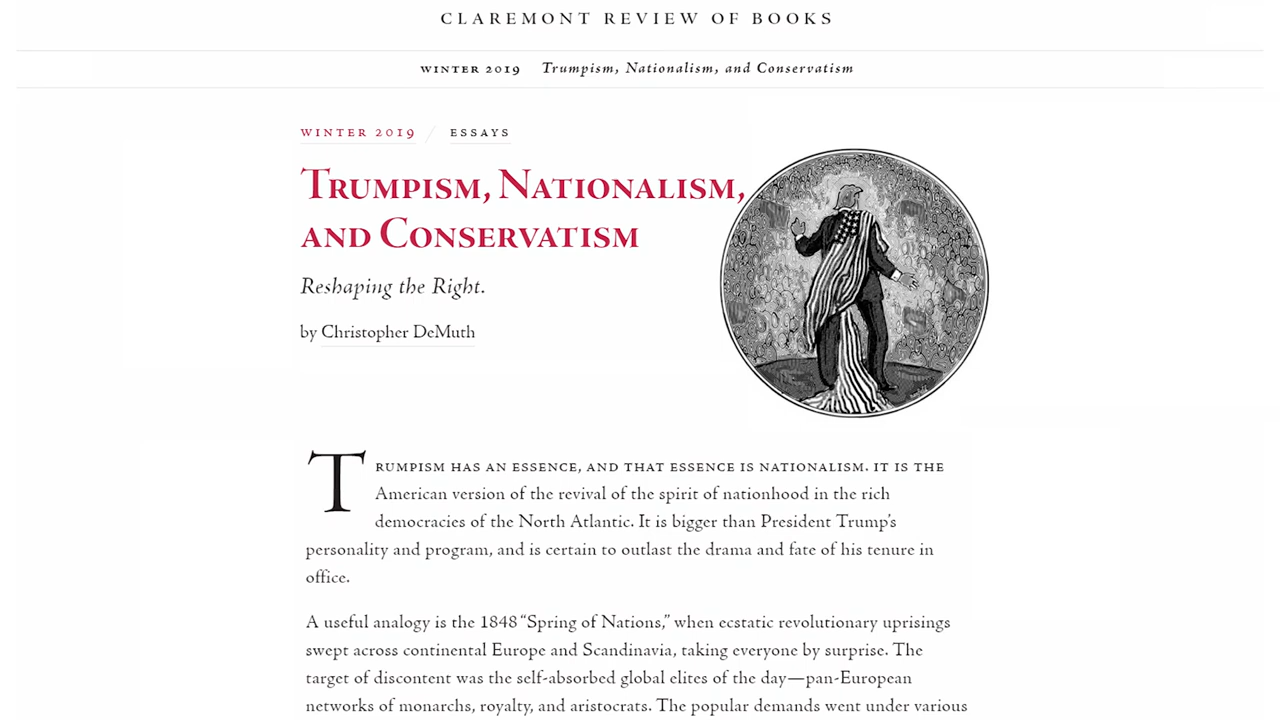 CLAREMONT REVIEW OF BOOKS
WINTER 2019 Trumpism, Nationalism, and Conservatism
WINTER 2019 / ESSAYS
TRUMPISM, NATIONALISM,
AND CONSERVATISM
Reshaping the Right.
by Christopher DeMuth
TRUMPISM HAS AN ESSENCE, AND THAT ESSENCE IS NATIONALISM. IT IS THE
American version of the revival of the spirit of nationhood in the rich
democracies of the North Atlantic. It is bigger than President Trump’s
personality and program, and is certain to outlast the drama and fate of his tenure in
office.
A useful analogy is the 1848 “Spring of Nations,” when ecstatic revolutionary uprisings
swept across continental Europe and Scandinavia, taking everyone by surprise. The
target of discontent was the self-absorbed global elites of the day—pan-European
networks of monarchs, royalty, and aristocrats. The popular demands went under various